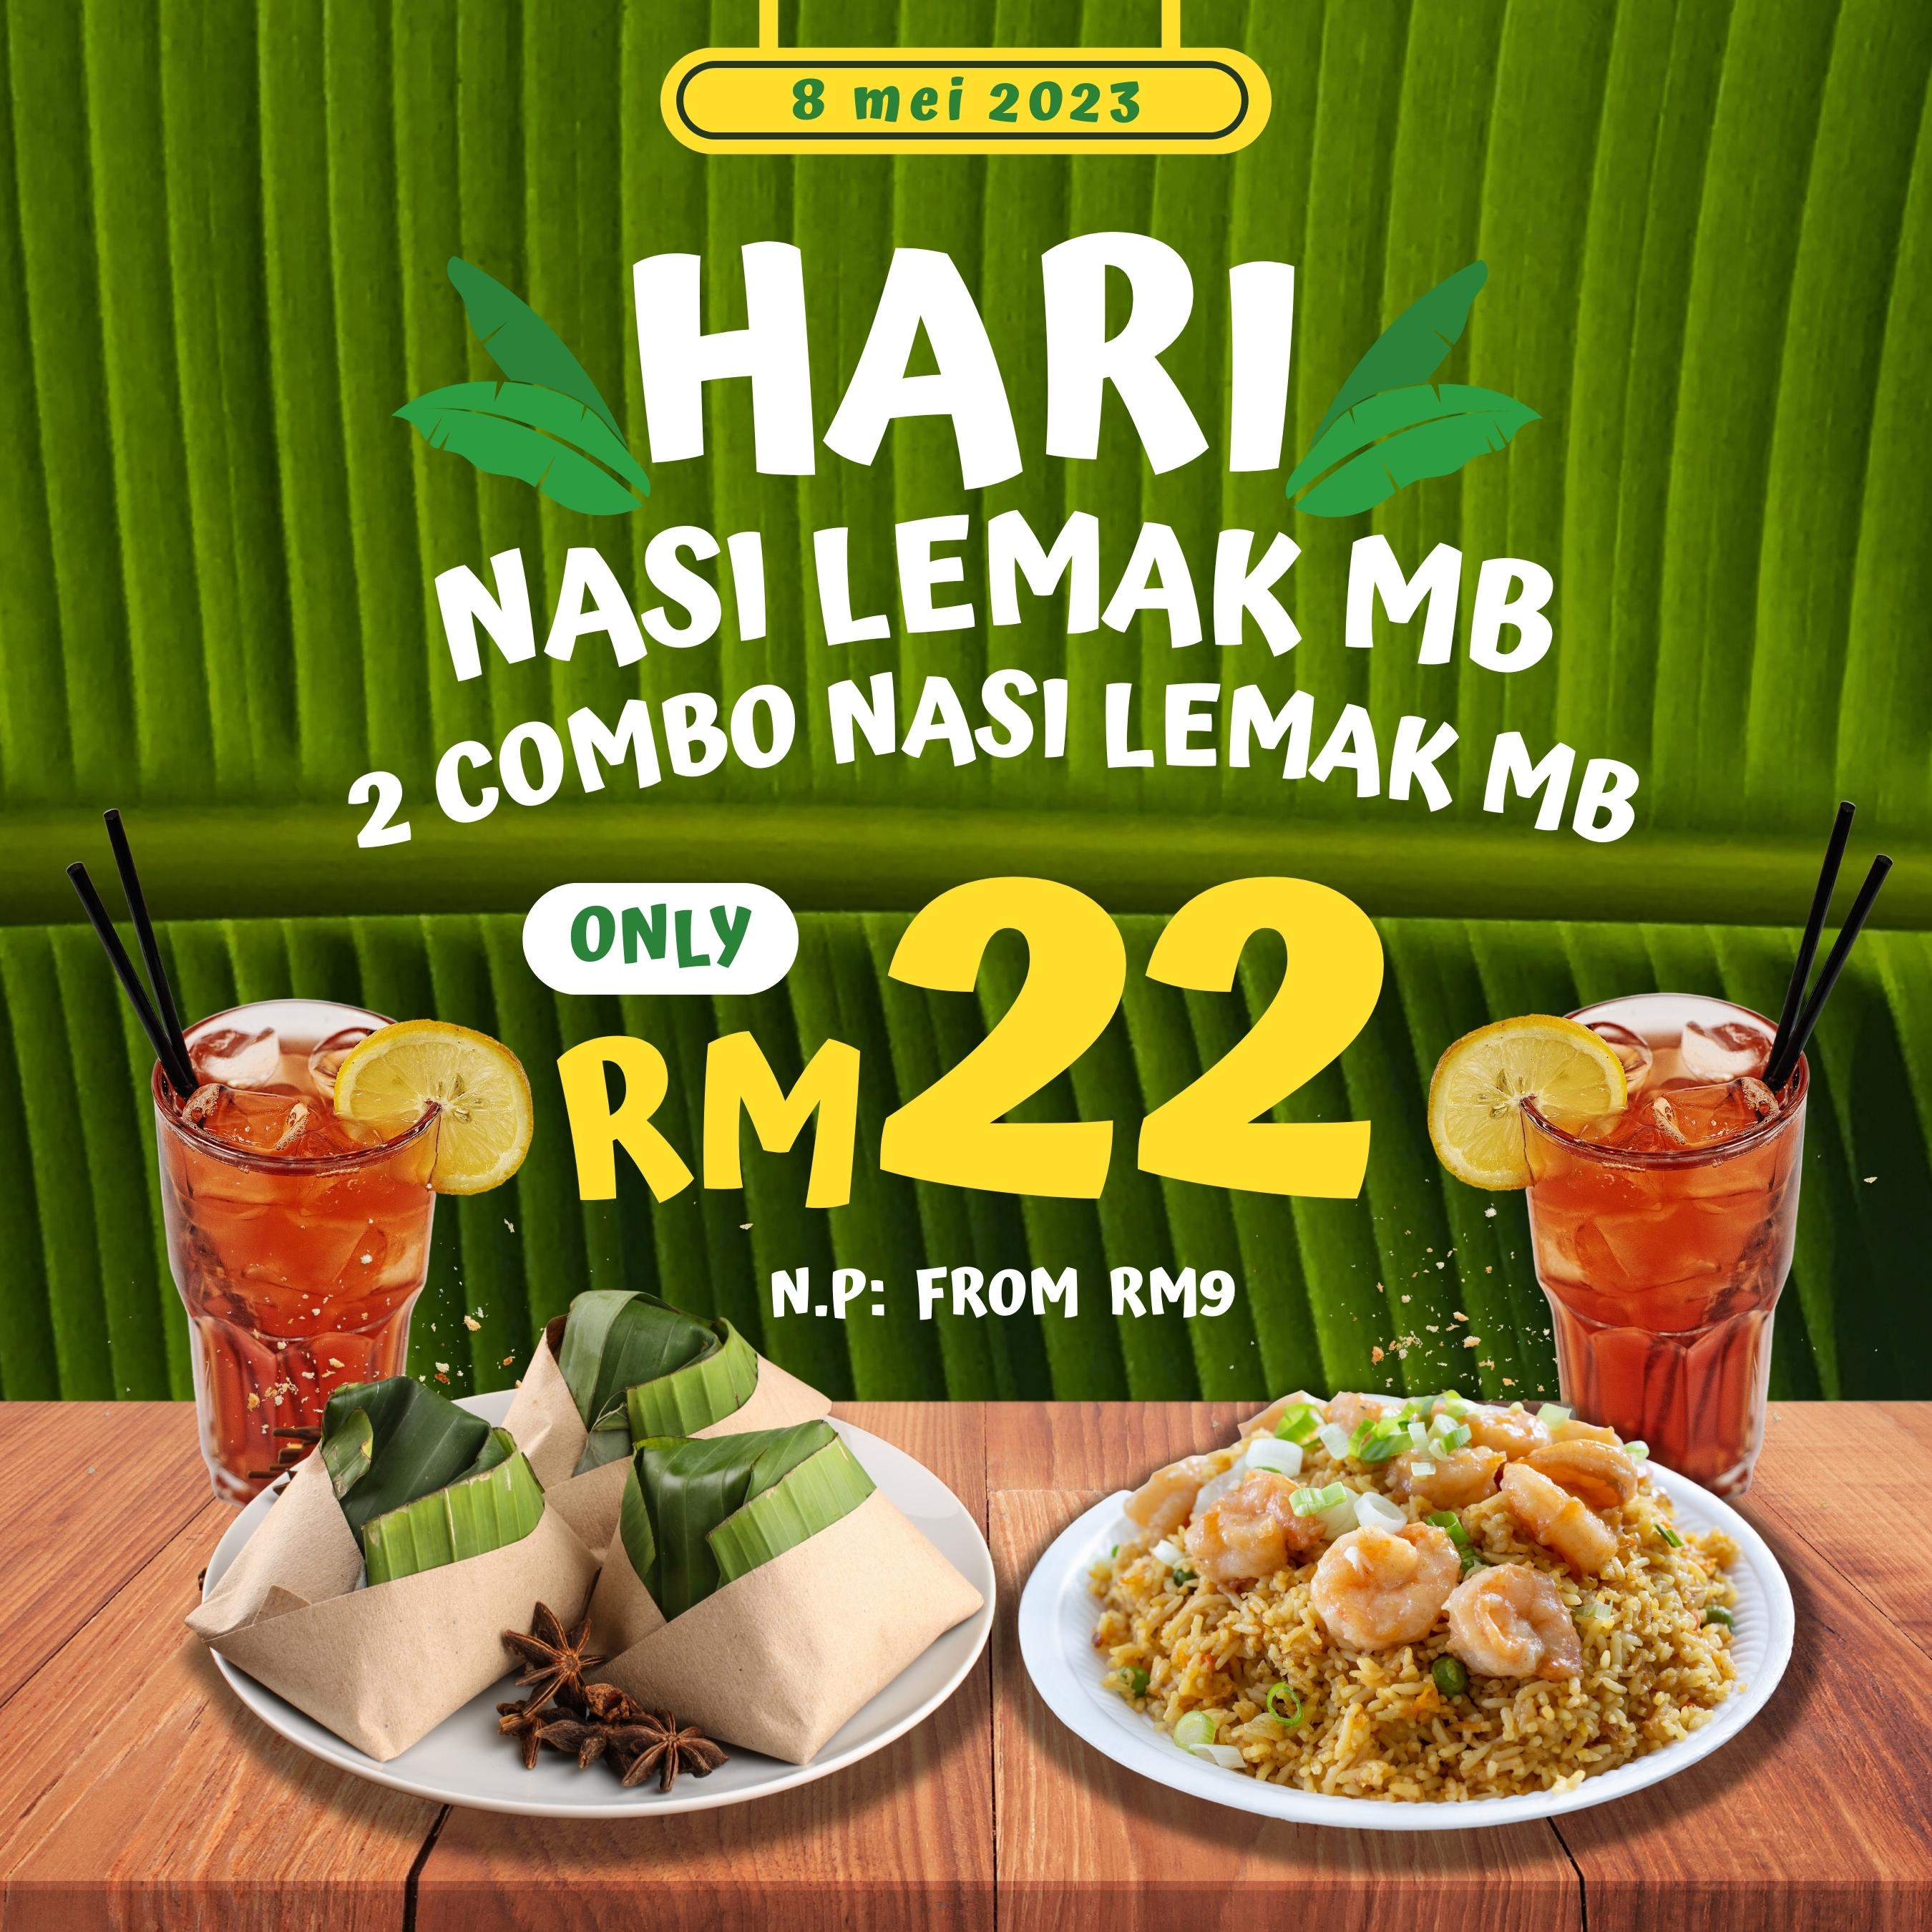 8 mei 2023
HARI
NASI LEMAK MB
2 COMBO NASI LEMAK MB
ONLY
RM22
N.P: FROM RM9